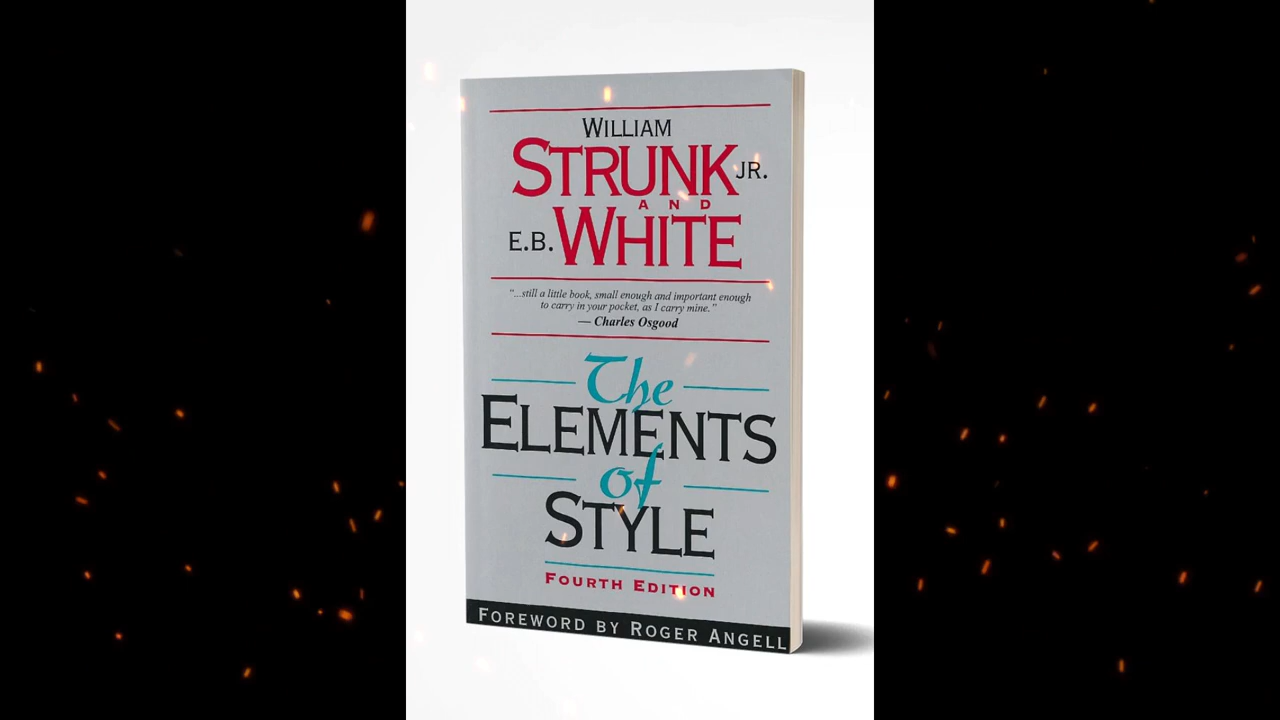 WILLIAM
STRUNK JR.
AND
E.B. WHITE
"...still a little book, small enough and important enough
to carry in your pocket, as I carry mine."
— Charles Osgood
The
ELEMENTS
of
STYLE
FOURTH EDITION
FOREWORD BY ROGER ANGELL